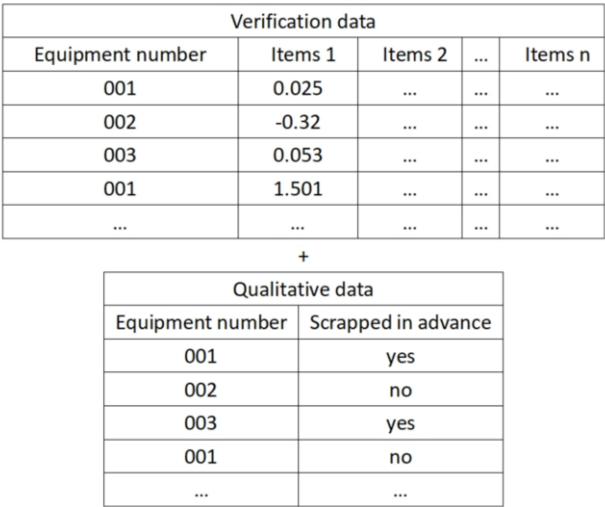 Verification data
Equipment number Items 1 Items 2 ... Items n
001 0.025 ... ... ...
002 -0.32 ... ... ...
003 0.053 ... ... ...
001 1.501 ... ... ...
... ... ... ... ...
+
Qualitative data
Equipment number Scrapped in advance
001 yes
002 no
003 yes
001 no
... ...